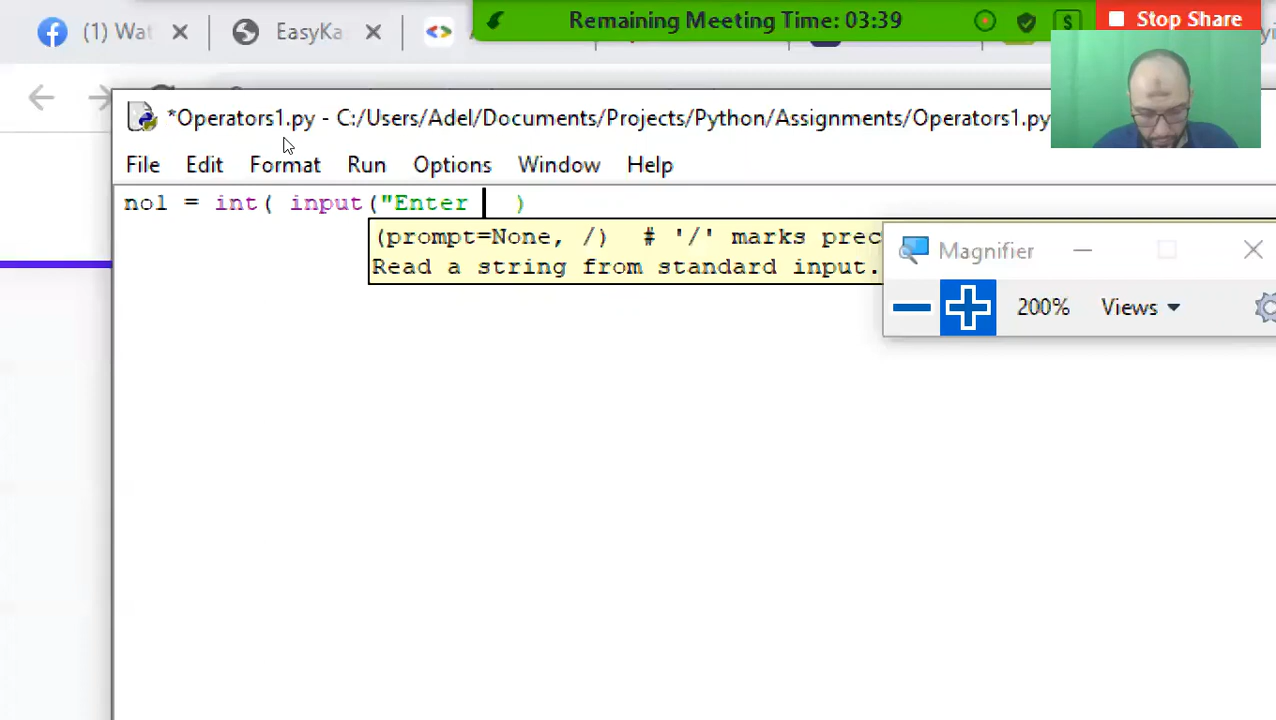 Remaining Meeting Time: 03:39
$
Stop Share
(1) Wat
EasyKa
*Operators1.py - C:/Users/Adel/Documents/Projects/Python/Assignments/Operators1.py
File Edit Format Run Options Window Help
no1 = int( input("Enter )
(prompt=None, /) # '/' marks prec
Read a string from standard input.
Magnifier
200% Views